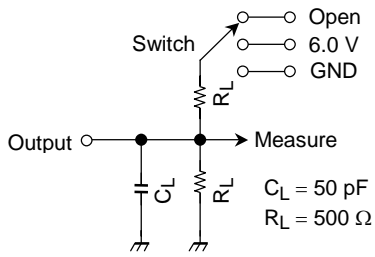 Open
Switch
6.0 V
GND
R_L
Output
Measure
C_L
R_L
C_L = 50 pF
R_L = 500 Ω